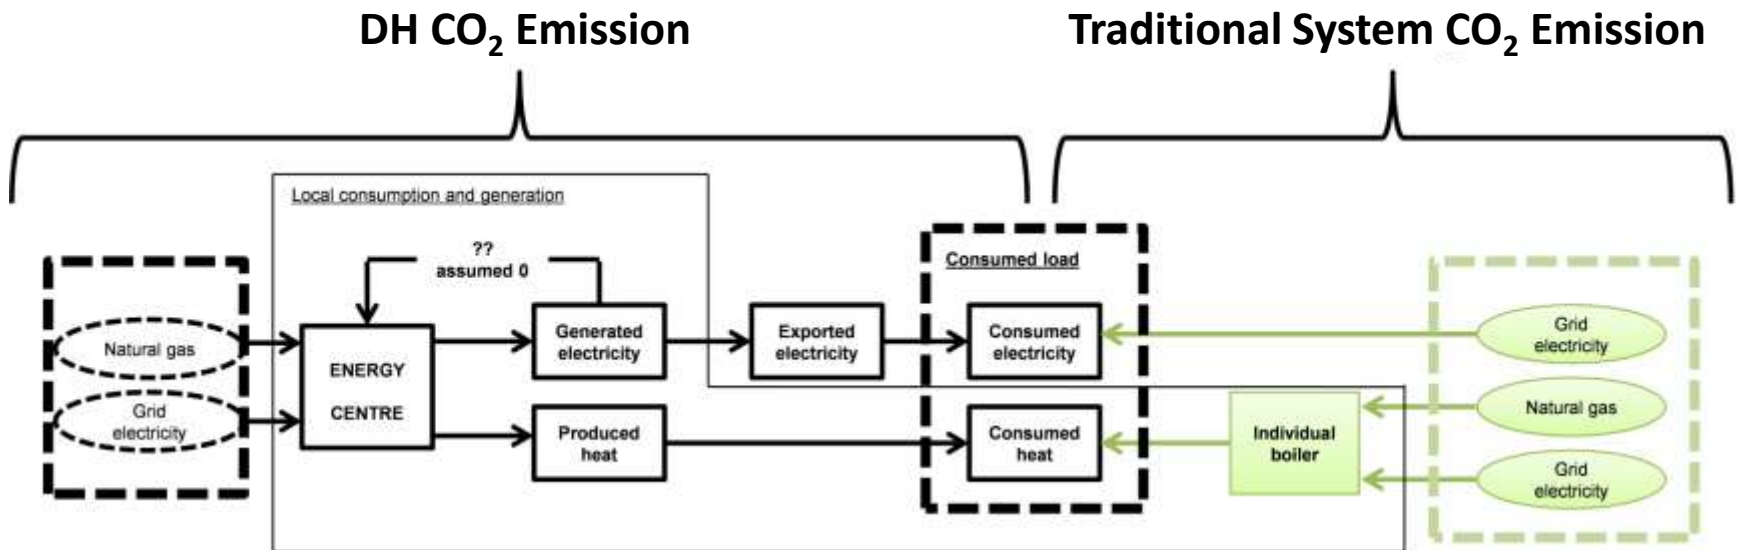 DH CO₂ Emission
Traditional System CO₂ Emission
Local consumption and generation
??
assumed 0
Consumed load
Natural gas
Grid
electricity
ENERGY
CENTRE
Generated
electricity
Exported
electricity
Consumed
electricity
Produced
heat
Consumed
heat
Individual
boiler
Grid
electricity
Natural gas
Grid
electricity